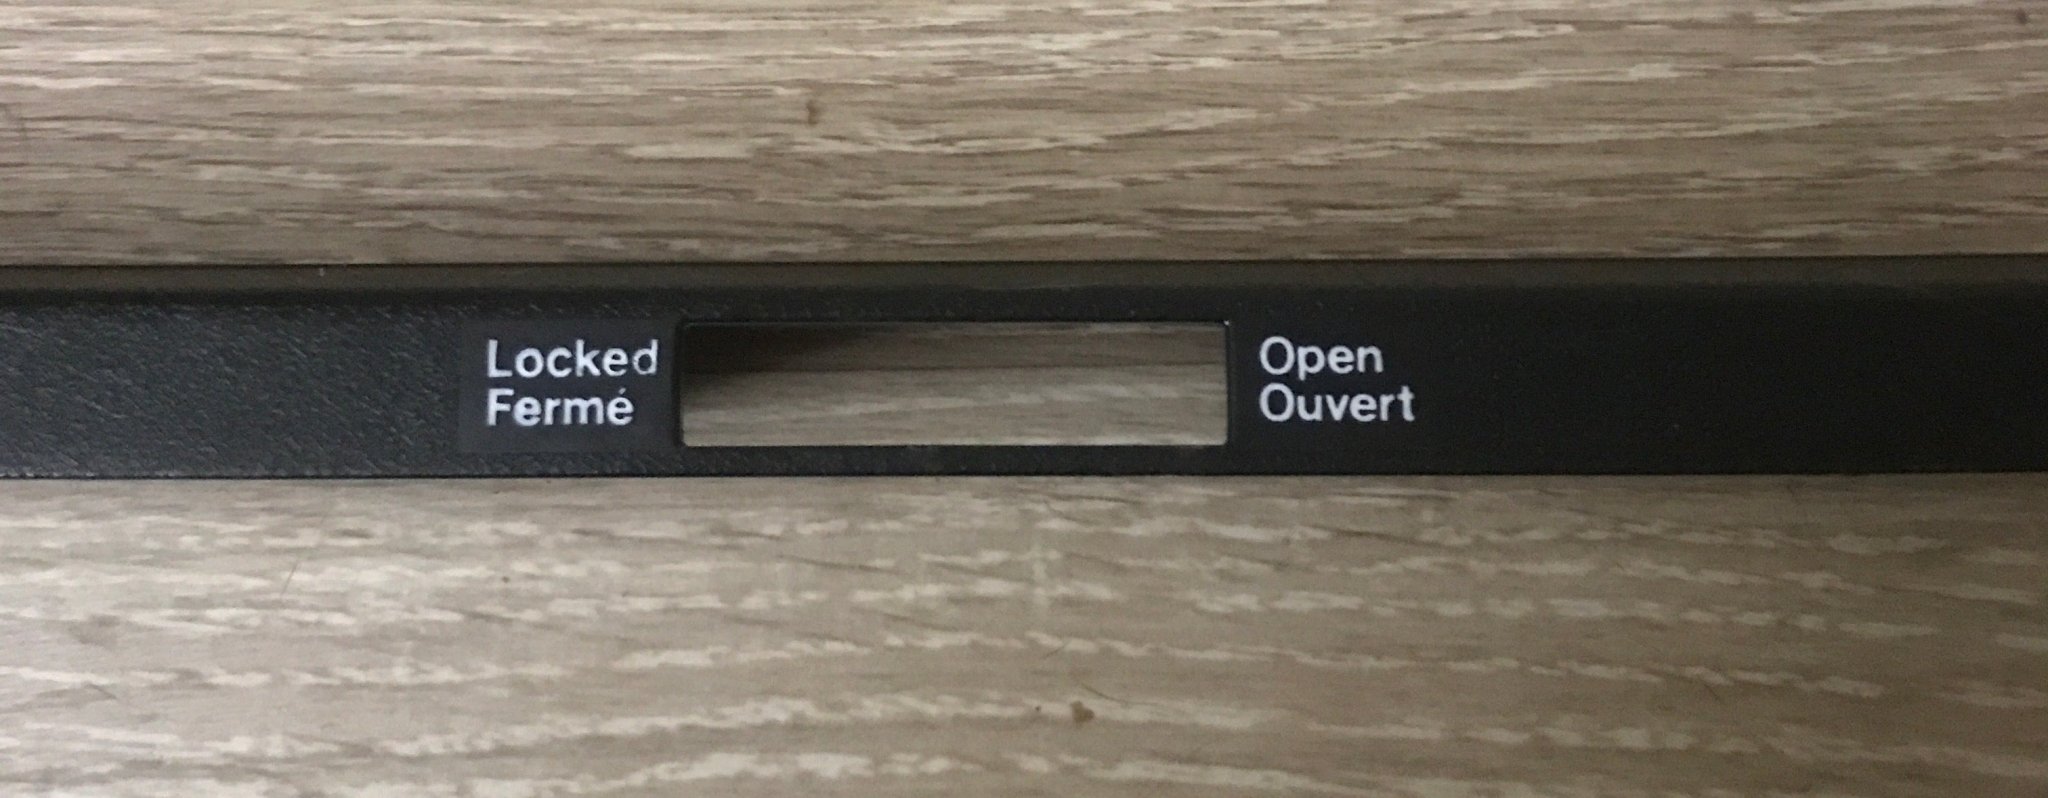 Locked
Fermé
Open
Ouvert